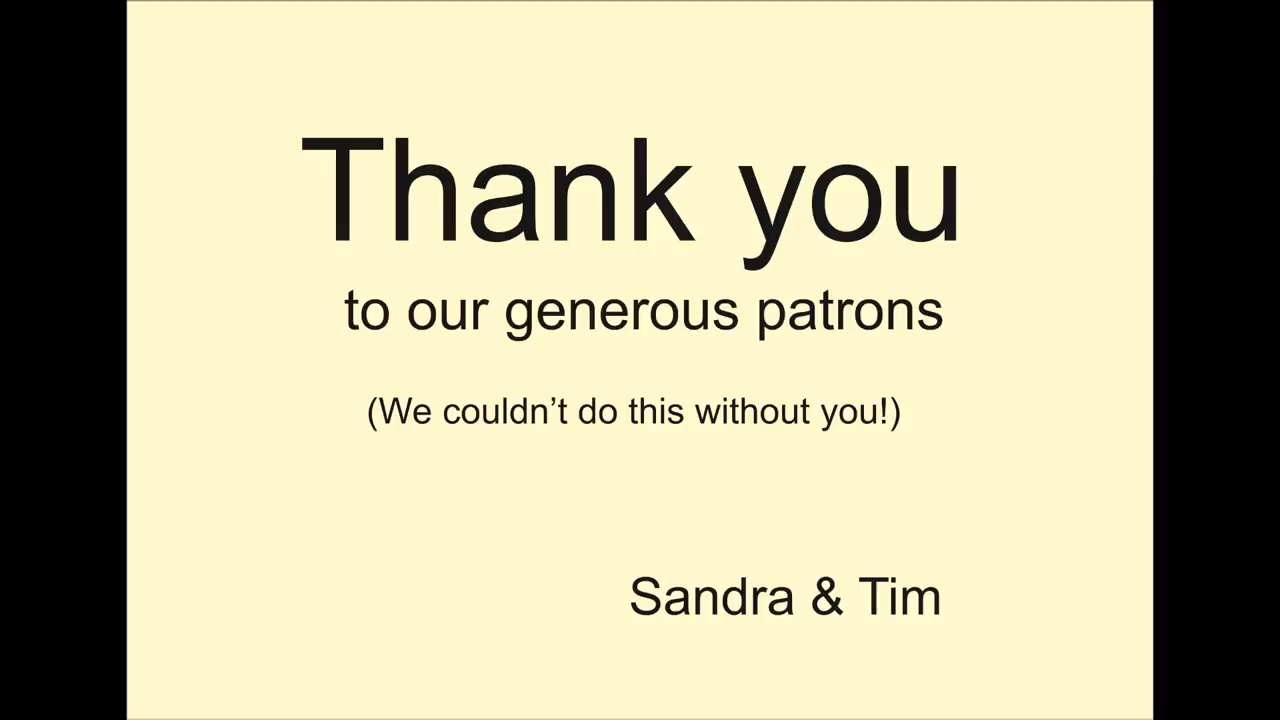 Thank you
to our generous patrons
(We couldn’t do this without you!)
Sandra & Tim